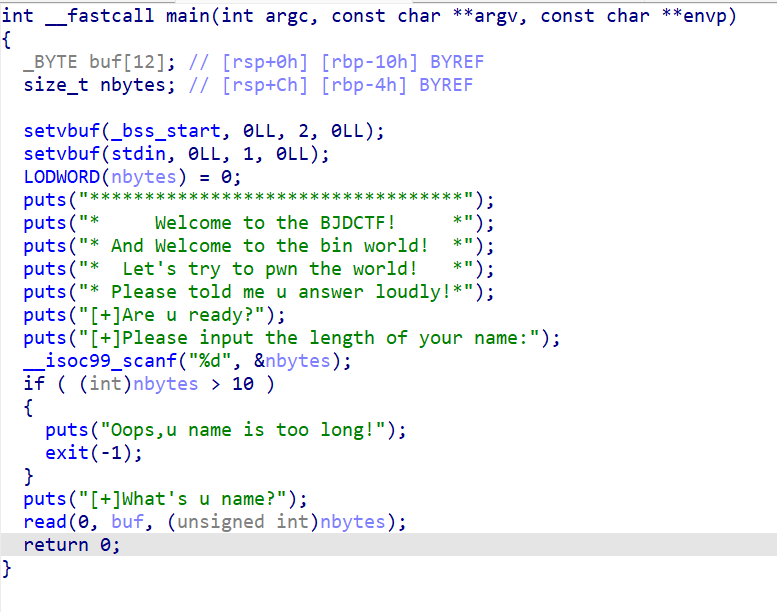 int __fastcall main(int argc, const char **argv, const char **envp)
{
  _BYTE buf[12]; // [rsp+0h] [rbp-10h] BYREF
  size_t nbytes; // [rsp+Ch] [rbp-4h] BYREF

  setvbuf(_bss_start, 0LL, 2, 0LL);
  setvbuf(stdin, 0LL, 1, 0LL);
  LODWORD(nbytes) = 0;
  puts("**********************************");
  puts("*     Welcome to the BJDCTF!     *");
  puts("* And Welcome to the bin world!  *");
  puts("*  Let's try to pwn the world!   *");
  puts("* Please told me u answer loudly!*");
  puts("[+]Are u ready?");
  puts("[+]Please input the length of your name:");
  __isoc99_scanf("%d", &nbytes);
  if ( (int)nbytes > 10 )
  {
    puts("Oops,u name is too long!");
    exit(-1);
  }
  puts("[+]What's u name?");
  read(0, buf, (unsigned int)nbytes);
  return 0;
}